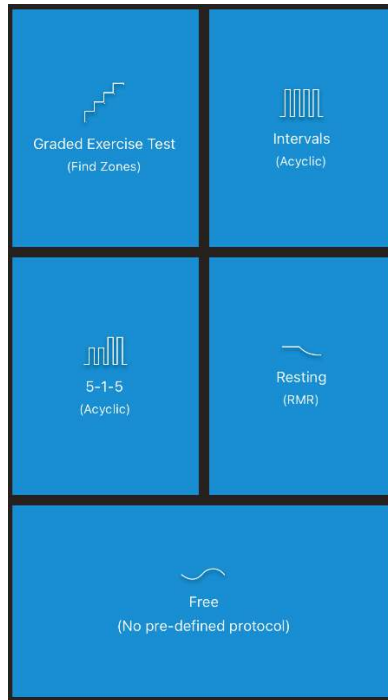 Graded Exercise Test
(Find Zones)
Intervals
(Acyclic)
5-1-5
(Acyclic)
Resting
(RMR)
Free
(No pre-defined protocol)